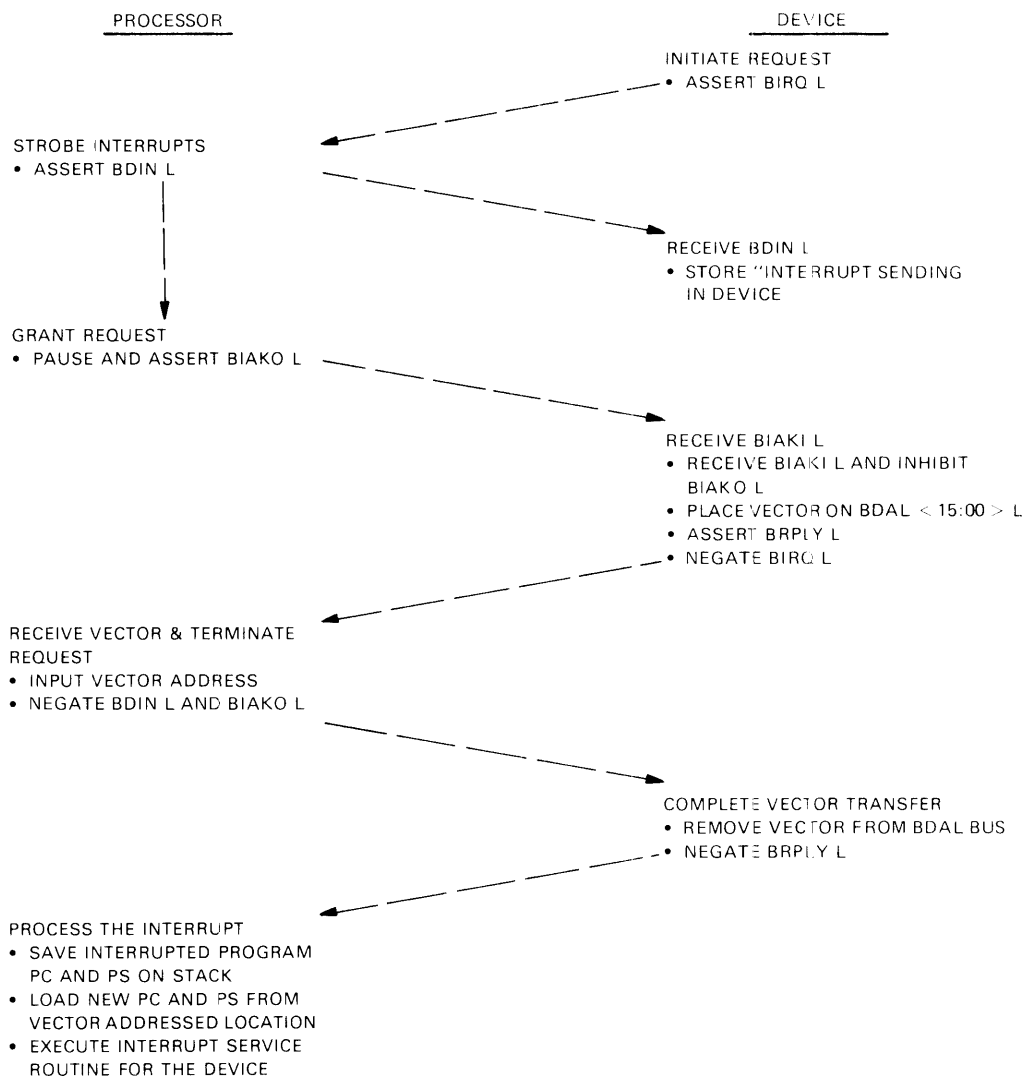 PROCESSOR
DEVICE
INITIATE REQUEST
• ASSERT BIRQ L
STROBE INTERRUPTS
• ASSERT BDIN L
RECEIVE BDIN L
• STORE "INTERRUPT SENDING
IN DEVICE
GRANT REQUEST
• PAUSE AND ASSERT BIAKO L
RECEIVE BIAKI L
• RECEIVE BIAKI L AND INHIBIT
BIAKO L
• PLACE VECTOR ON BDAL < 15:00 > L
• ASSERT BRPLY L
• NEGATE BIRQ L
RECEIVE VECTOR & TERMINATE
REQUEST
• INPUT VECTOR ADDRESS
• NEGATE BDIN L AND BIAKO L
COMPLETE VECTOR TRANSFER
• REMOVE VECTOR FROM BDAL BUS
• NEGATE BRPLY L
PROCESS THE INTERRUPT
• SAVE INTERRUPTED PROGRAM
PC AND PS ON STACK
• LOAD NEW PC AND PS FROM
VECTOR ADDRESSED LOCATION
• EXECUTE INTERRUPT SERVICE
ROUTINE FOR THE DEVICE